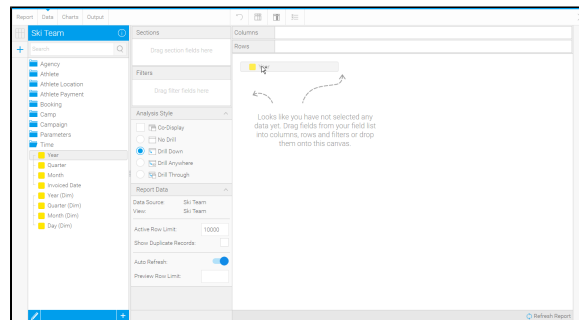 Report Data Charts Output
Ski Team
Search
Agency
Athlete
Athlete Location
Athlete Payment
Booking
Camp
Campaign
Parameters
Time
Year
Quarter
Month
Invoiced Date
Year (Dim)
Quarter (Dim)
Month (Dim)
Day (Dim)
Sections
Drag section fields here
Filters
Drag filter fields here
Analysis Style
Co-Display
No Drill
Drill Down
Drill Anywhere
Drill Through
Report Data
Data Source: Ski Team
View: Ski Team
Active Row Limit: 10000
Show Duplicate Records:
Auto Refresh:
Preview Row Limit:
Columns
Rows
Looks like you have not selected any
data yet. Drag fields from your field list
into columns, rows and filters or drop
them onto this canvas.
Refresh Report